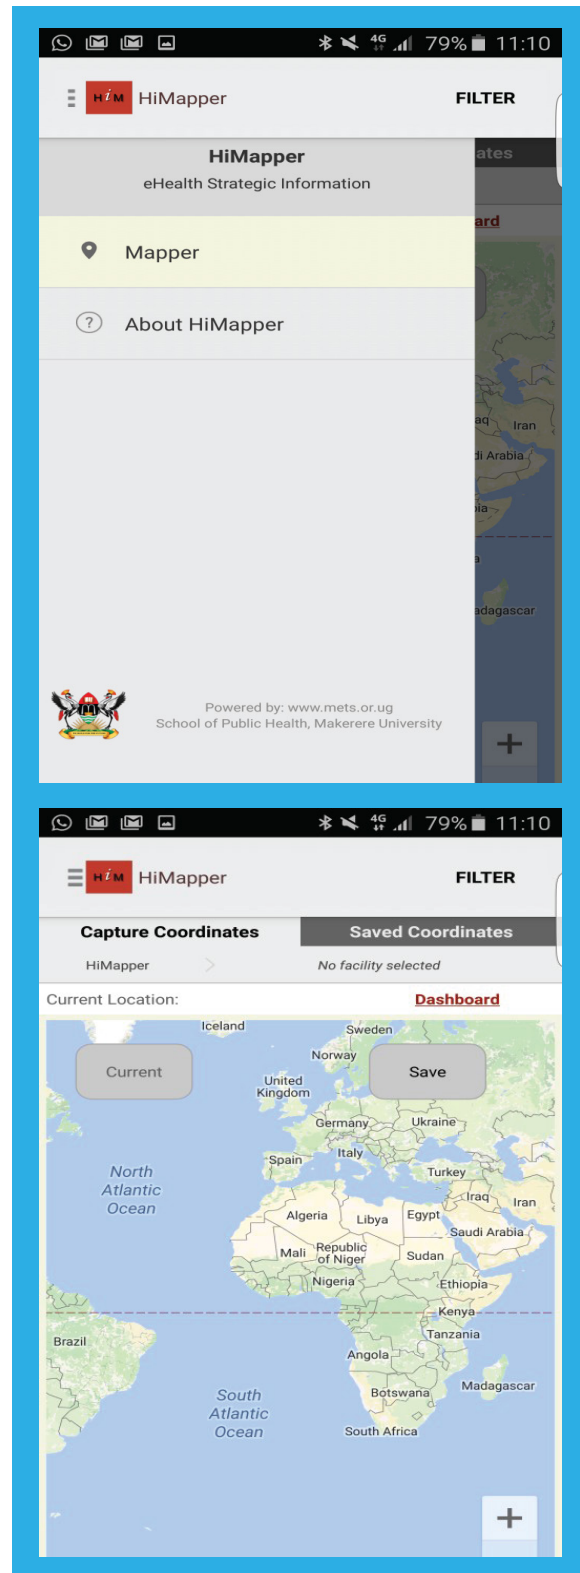 4G 79% 11:10
HiM HiMapper FILTER
HiMapper
eHealth Strategic Information
ates
ard
Mapper
? About HiMapper
aq Iran
di Arabia
ia
a
adagascar
Powered by: www.mets.or.ug
School of Public Health, Makerere University
+
4G 79% 11:10
HiM HiMapper FILTER
Capture Coordinates Saved Coordinates
HiMapper No facility selected
Current Location: Dashboard
Iceland Sweden
Norway
Current Save
United
Kingdom
Germany Ukraine
Italy
Spain Turkey
North
Atlantic
Ocean
Iraq Iran
Algeria Libya Egypt
Saudi Arabia
Mali Republic
of Niger Sudan
Nigeria Ethiopia
Kenya
Brazil Tanzania
Angola
Botswana Madagascar
South
Atlantic
Ocean
South Africa
+